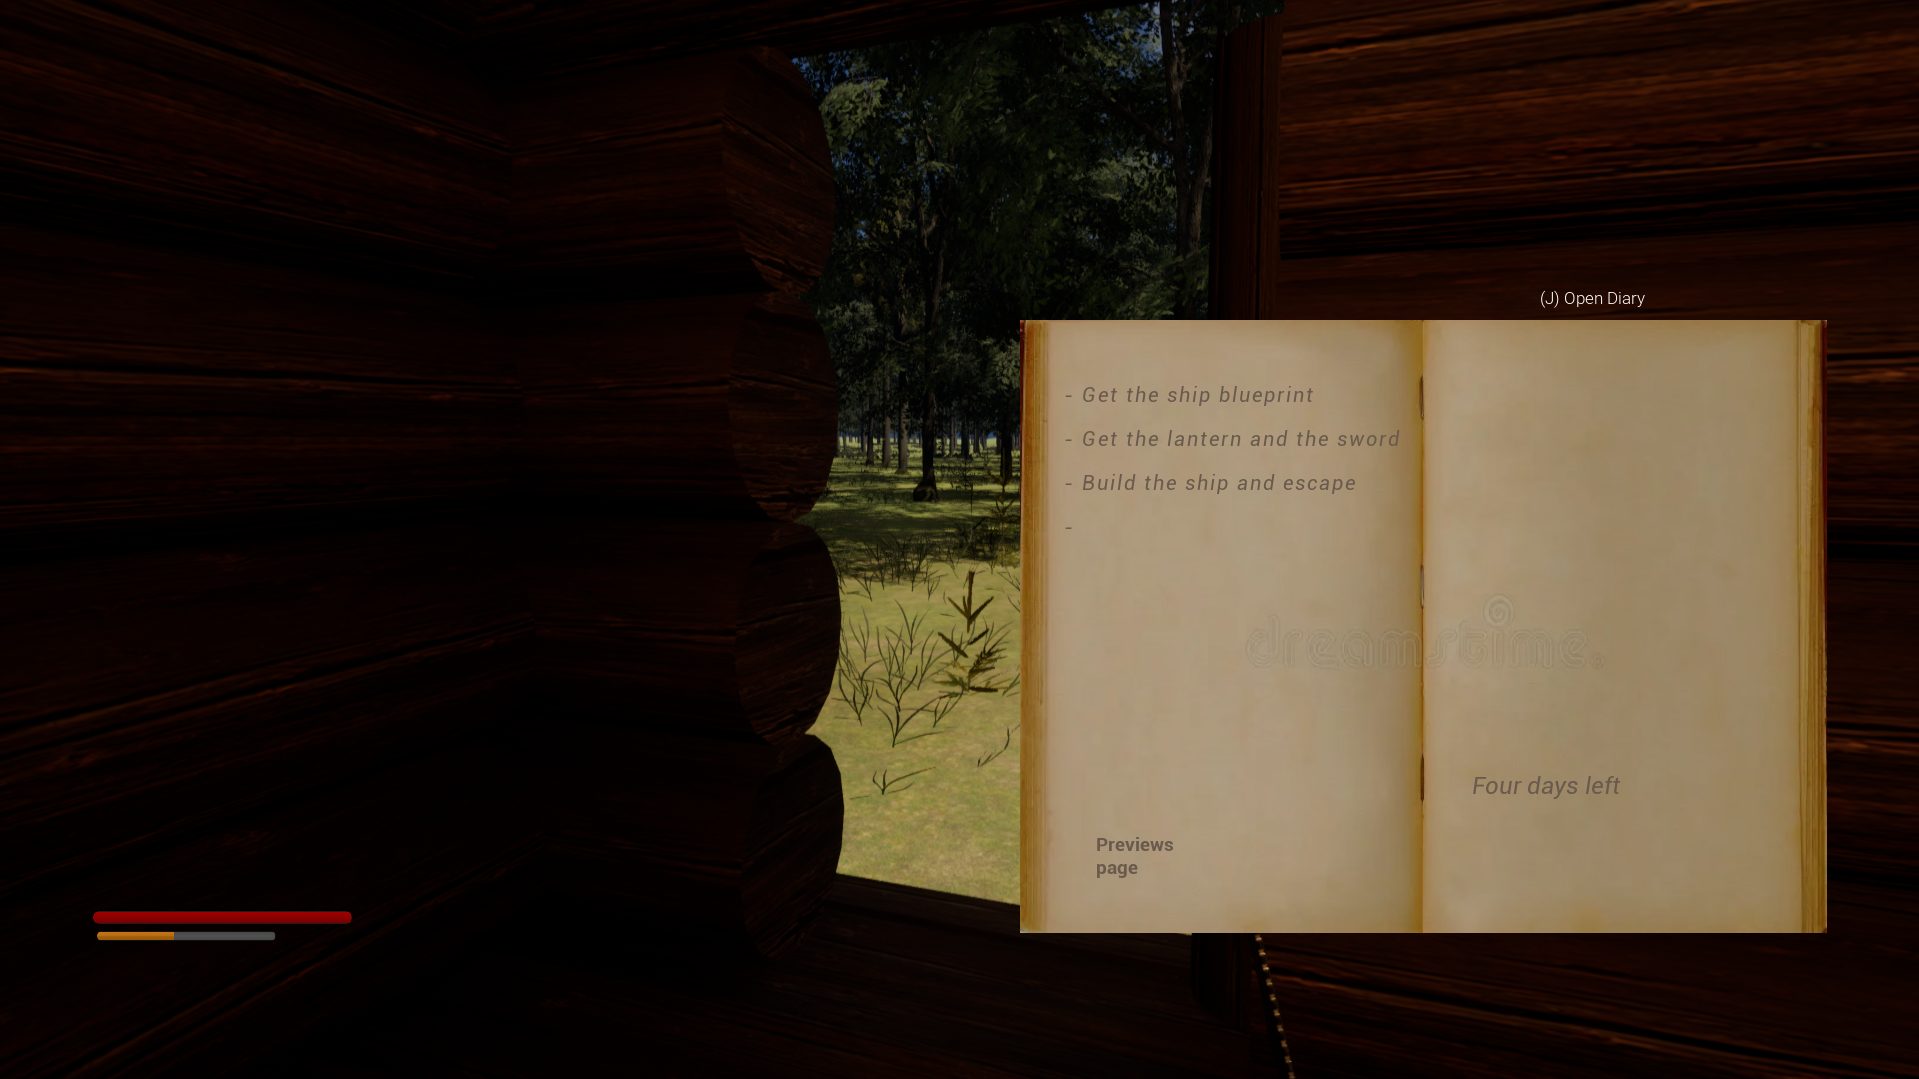 (J) Open Diary
- Get the ship blueprint
- Get the lantern and the sword
- Build the ship and escape
-
dreamstime.
Four days left
Previews
page